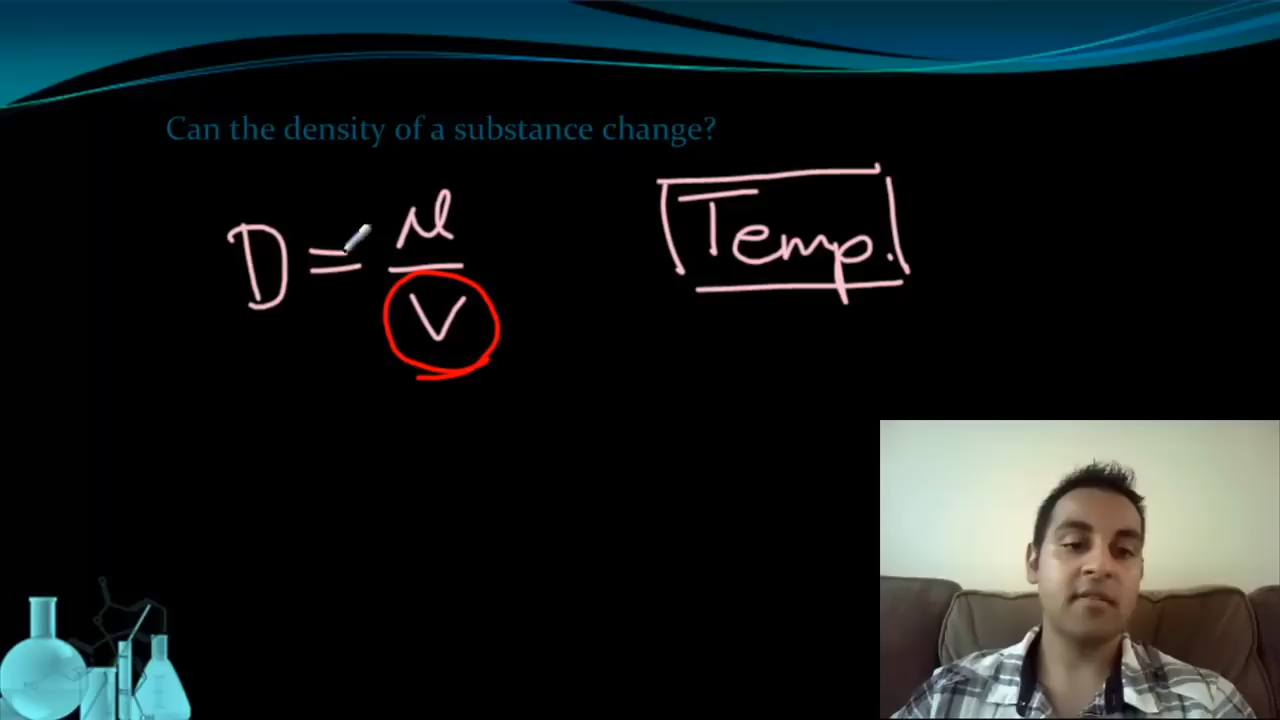 Can the density of a substance change?
D = M
V
Temp.